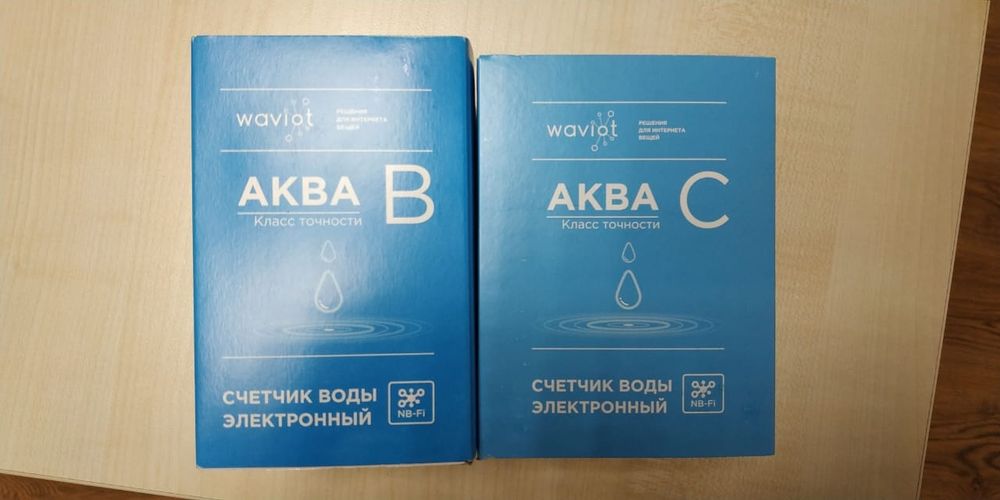 waviot
РЕШЕНИЯ
ДЛЯ ИНТЕРНЕТА
ВЕЩЕЙ
АКВА B
Класс точности
СЧЕТЧИК ВОДЫ
ЭЛЕКТРОННЫЙ
NB-Fi
waviot
РЕШЕНИЯ
ДЛЯ ИНТЕРНЕТА
ВЕЩЕЙ
АКВА C
Класс точности
СЧЕТЧИК ВОДЫ
ЭЛЕКТРОННЫЙ
NB-Fi